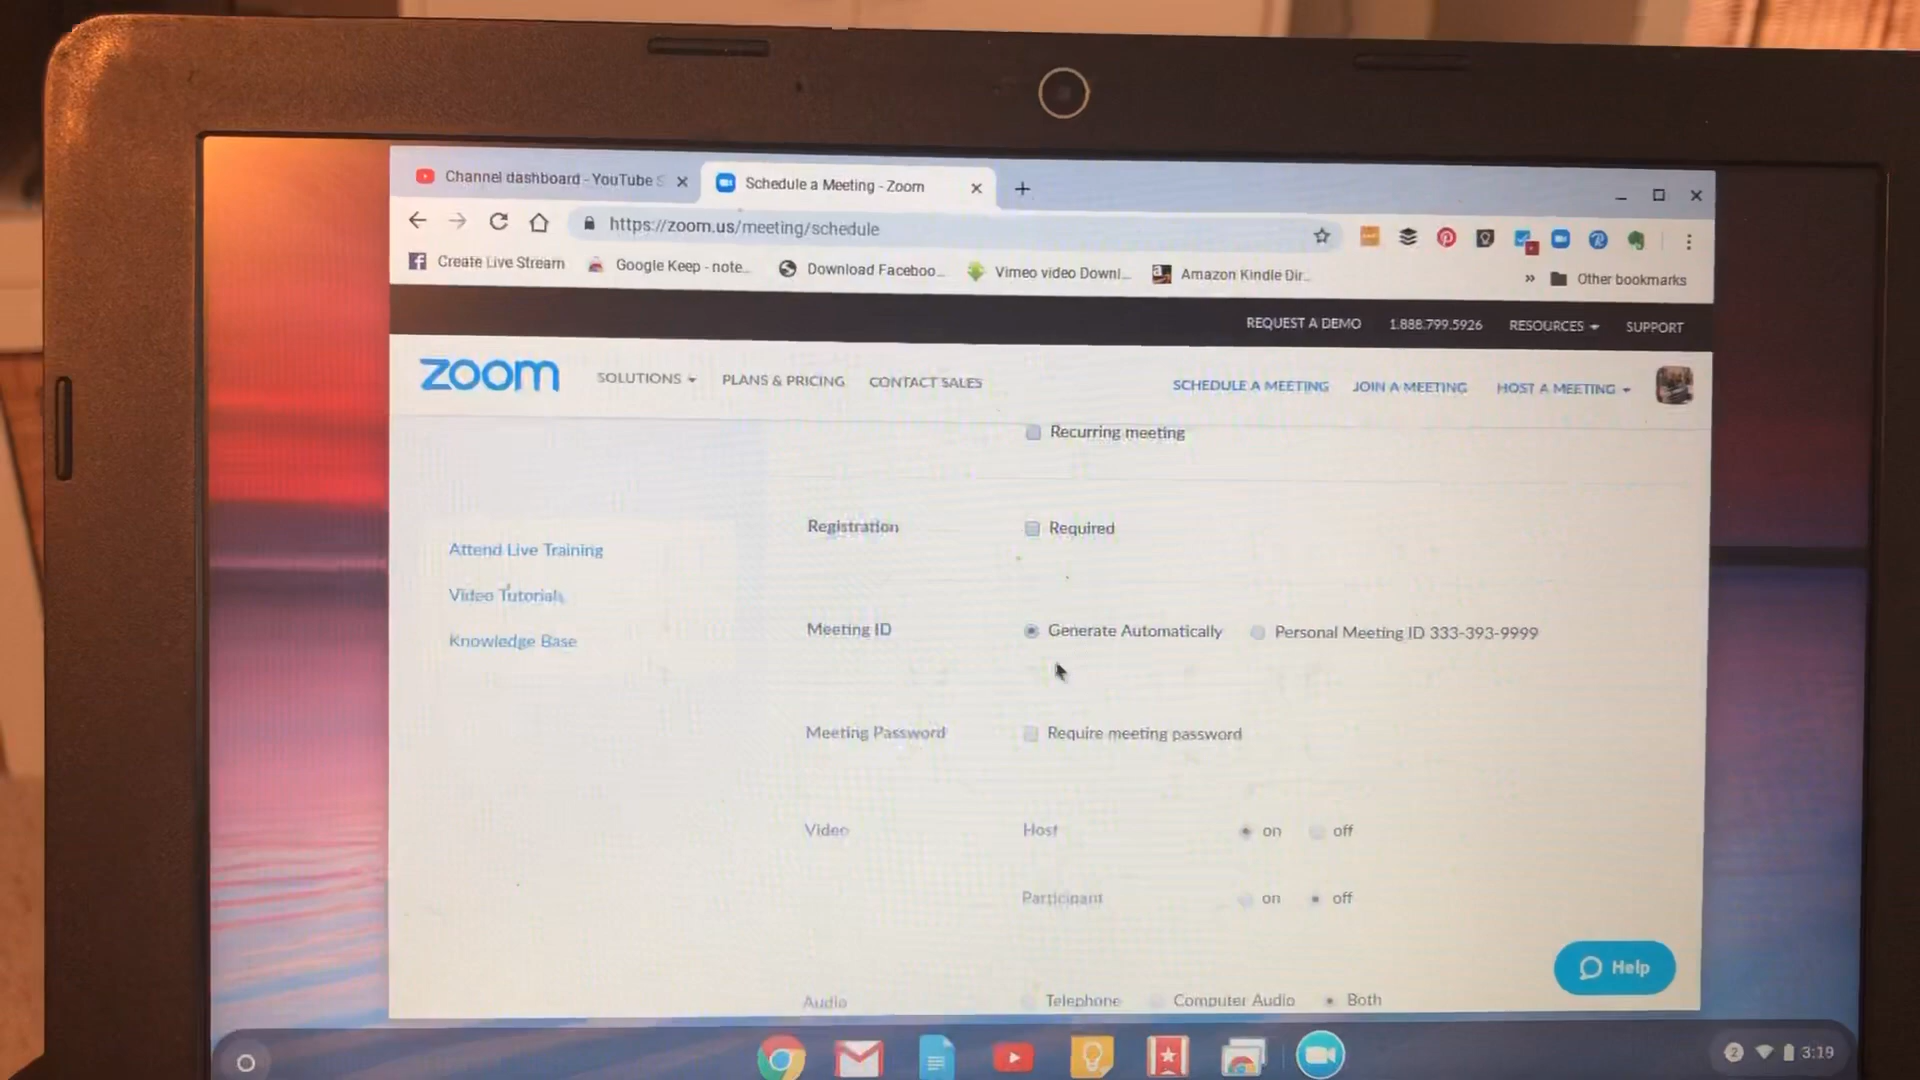 Channel dashboard - YouTube S
Schedule a Meeting - Zoom
https://zoom.us/meeting/schedule
Create Live Stream
Google Keep - note...
Download Faceboo...
Vimeo video Downl...
Amazon Kindle Dir...
»
Other bookmarks
REQUEST A DEMO 1.888.799.5926 RESOURCES SUPPORT
zoom
SOLUTIONS PLANS & PRICING CONTACT SALES
SCHEDULE A MEETING JOIN A MEETING HOST A MEETING
Recurring meeting
Registration Required
Attend Live Training
Video Tutorials
Knowledge Base
Meeting ID Generate Automatically Personal Meeting ID 333-393-9999
Meeting Password Require meeting password
Video Host on off
Participant on off
Audio Telephone Computer Audio Both
Help
2 3:19